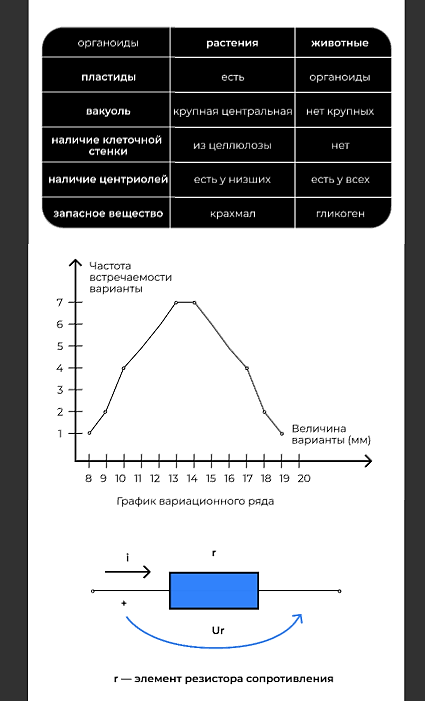 органоиды растения животные
пластиды есть органоиды
вакуоль крупная центральная нет крупных
наличие клеточной
стенки из целлюлозы нет
наличие центриолей есть у низших есть у всех
запасное вещество крахмал гликоген
Частота
встречаемости
варианты
7
6
5
4
3
2
1
Величина
варианты (мм)
8 9 10 11 12 13 14 15 16 17 18 19 20
График вариационного ряда
i
r
+
Ur
r — элемент резистора сопротивления